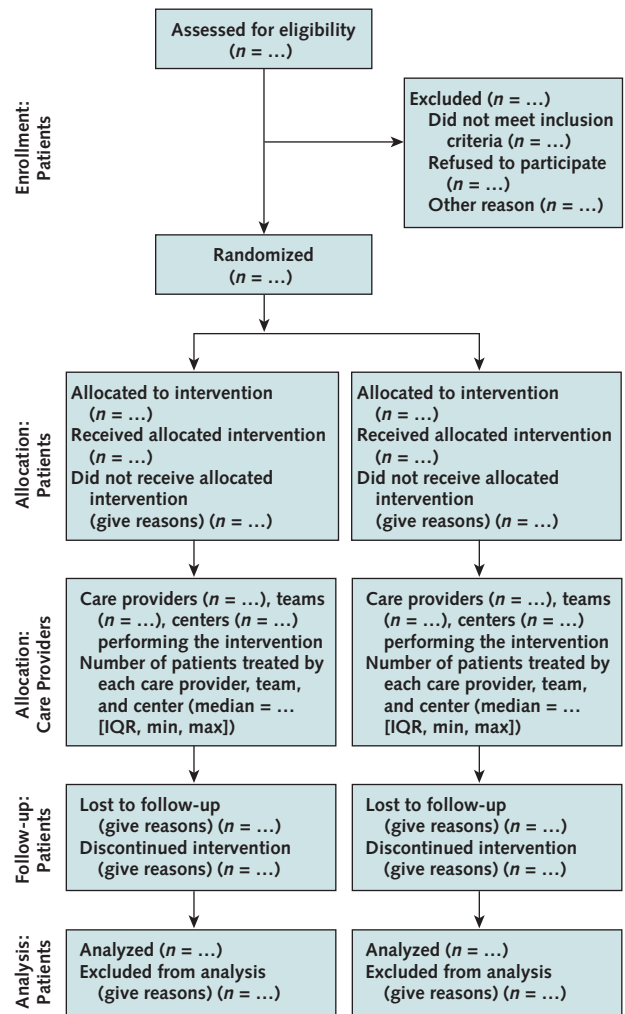 Assessed for eligibility
(n = …)
Enrollment:
Patients
Excluded (n = …)
Did not meet inclusion
criteria (n = …)
Refused to participate
(n = …)
Other reason (n = …)
Randomized
(n = …)
Allocation:
Patients
Allocated to intervention
(n = …)
Received allocated intervention
(n = …)
Did not receive allocated
intervention
(give reasons) (n = …)
Allocated to intervention
(n = …)
Received allocated intervention
(n = …)
Did not receive allocated
intervention
(give reasons) (n = …)
Allocation:
Care Providers
Care providers (n = …), teams
(n = …), centers (n = …)
performing the intervention
Number of patients treated by
each care provider, team,
and center (median = …
[IQR, min, max])
Care providers (n = …), teams
(n = …), centers (n = …)
performing the intervention
Number of patients treated by
each care provider, team,
and center (median = …
[IQR, min, max])
Follow-up:
Patients
Lost to follow-up
(give reasons) (n = …)
Discontinued intervention
(give reasons) (n = …)
Lost to follow-up
(give reasons) (n = …)
Discontinued intervention
(give reasons) (n = …)
Analysis:
Patients
Analyzed (n = …)
Excluded from analysis
(give reasons) (n = …)
Analyzed (n = …)
Excluded from analysis
(give reasons) (n = …)